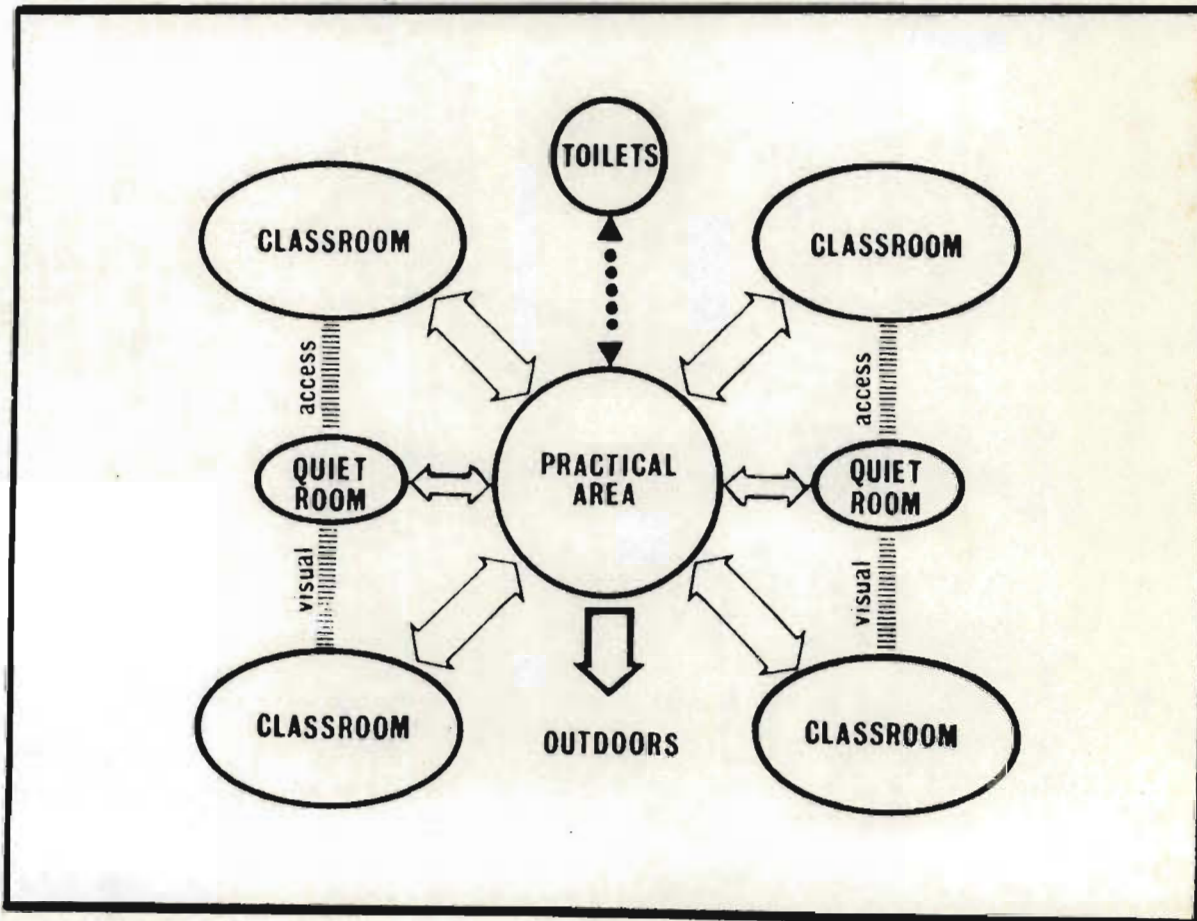 TOILETS
CLASSROOM
CLASSROOM
access
access
QUIET
ROOM
PRACTICAL
AREA
QUIET
ROOM
visual
visual
CLASSROOM
OUTDOORS
CLASSROOM